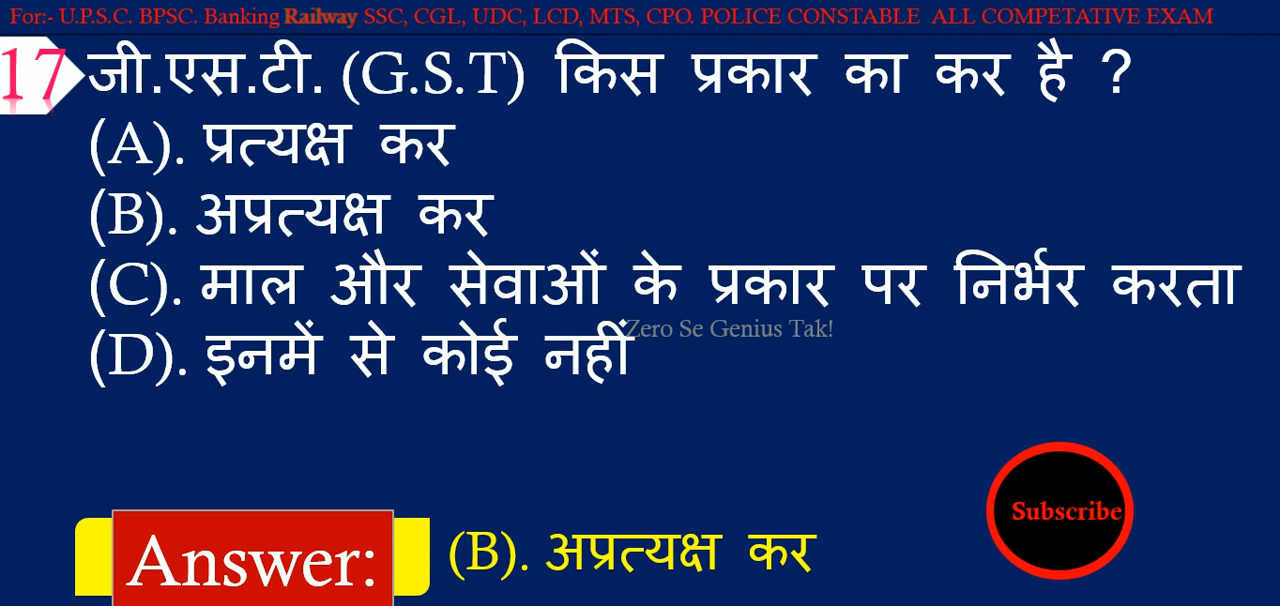 For:- U.P.S.C. BPSC. Banking Railway SSC, CGL, UDC, LCD, MTS, CPO. POLICE CONSTABLE ALL COMPETATIVE EXAM
17 जी.एस.टी. (G.S.T) किस प्रकार का कर है ?
(A). प्रत्यक्ष कर
(B). अप्रत्यक्ष कर
(C). माल और सेवाओं के प्रकार पर निर्भर करता
Zero Se Genius Tak!
(D). इनमें से कोई नहीं
Subscribe
Answer: (B). अप्रत्यक्ष कर